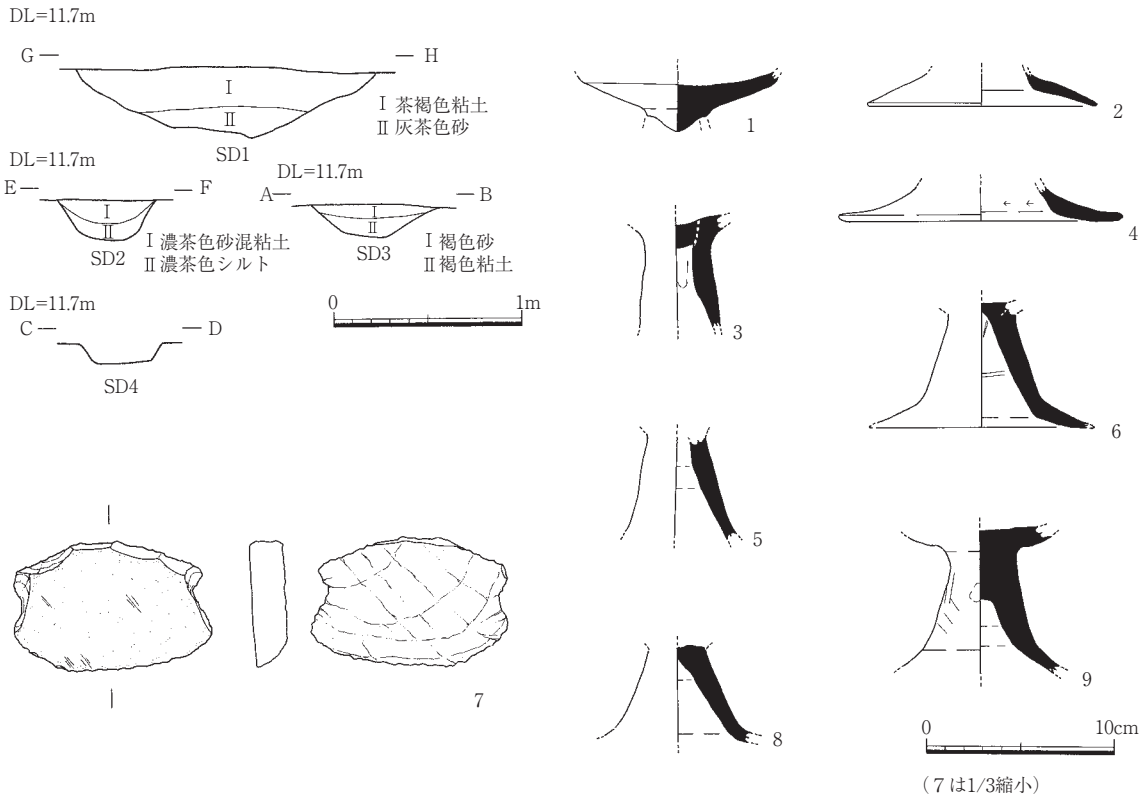 DL=11.7m
G H
Ⅰ
Ⅱ
Ⅰ 茶褐色粘土
Ⅱ 灰茶色砂
SD1
DL=11.7m
E F
Ⅰ
Ⅱ
SD2
Ⅰ 濃茶色砂混粘土
Ⅱ 濃茶色シルト
DL=11.7m
A B
Ⅰ
Ⅱ
SD3
Ⅰ 褐色砂
Ⅱ 褐色粘土
DL=11.7m
C D
SD4
0 1m
1
2
3
4
5
6
7
8
9
0 10cm
(7は1/3縮小)